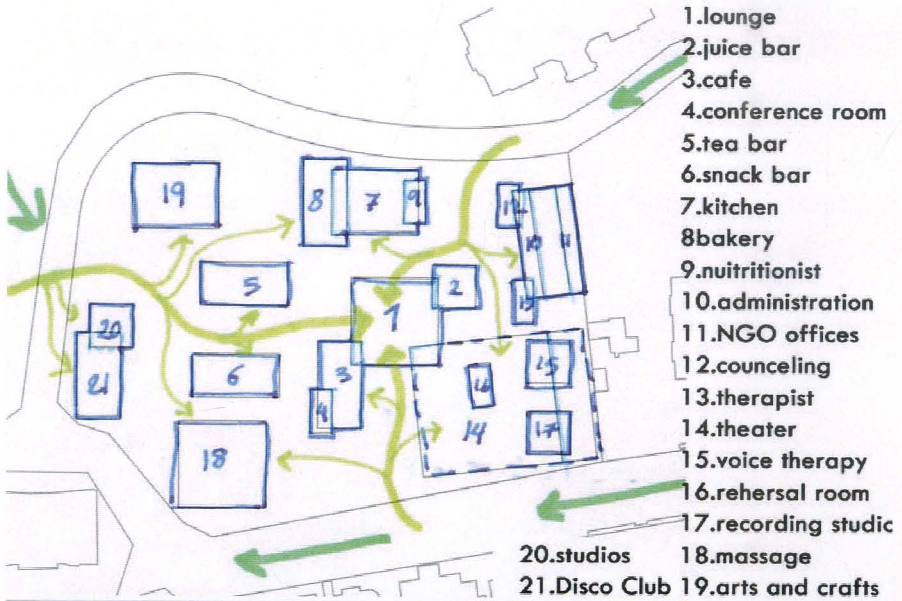 1.lounge
2.juice bar
3.cafe
4.conference room
5.tea bar
6.snack bar
7.kitchen
8bakery
9.nuitritionist
10.administration
11.NGO offices
12.counceling
13.therapist
14.theater
15.voice therapy
16.rehersal room
17.recording studic
20.studios 18.massage
21.Disco Club 19.arts and crafts
19
8 7 9
5
2
1
20
21
6
3
4
16
15
14
17
18
10 11
12
13